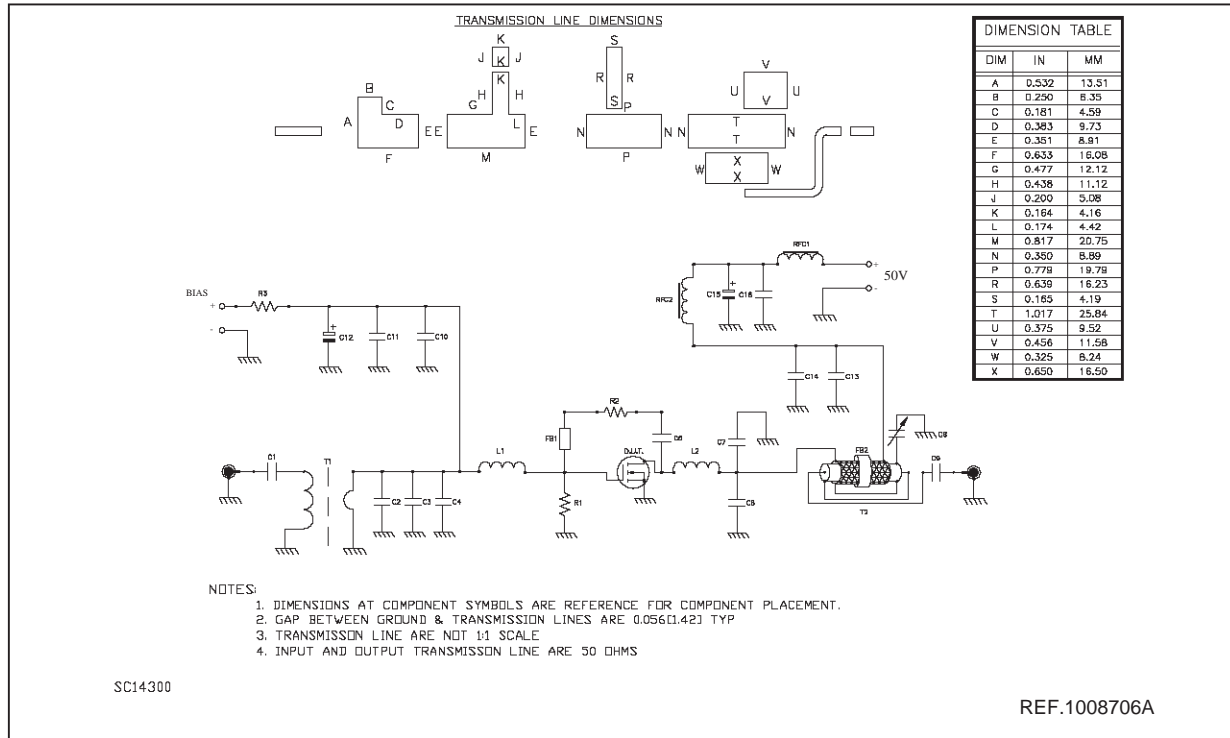 TRANSMISSION LINE DIMENSIONS
K
J K J
K
B
C
A D E
F
E
G H H
L E
M
S
R R
S
P
N N
P
V
U U
V
T
N N
T
X
W W
X
DIMENSION TABLE
DIM IN MM
A 0.532 13.51
B 0.250 6.35
C 0.181 4.59
D 0.383 9.73
E 0.351 8.91
F 0.633 16.08
G 0.477 12.12
H 0.438 11.12
J 0.200 5.08
K 0.164 4.16
L 0.174 4.42
M 0.817 20.75
N 0.350 8.89
P 0.779 19.79
R 0.639 16.23
S 0.165 4.19
T 1.017 25.84
U 0.375 9.52
V 0.456 11.58
W 0.325 8.24
X 0.650 16.50
RFC1
+
50V
-
RFC2
+
C15 C16
BIAS
+
-
R3
+
C12 C11 C10
C14 C13
R2
FB1
C6
C7
C8
C1
T1
L1
D.U.T.
L2
FB2
C9
C2 C3 C4
R1
C5
T3
NOTES:
1. DIMENSIONS AT COMPONENT SYMBOLS ARE REFERENCE FOR COMPONENT PLACEMENT.
2. GAP BETWEEN GROUND & TRANSMISSION LINES ARE 0.056[1.42] TYP
3. TRANSMISSON LINE ARE NOT 1:1 SCALE
4. INPUT AND OUTPUT TRANSMISSON LINE ARE 50 OHMS
SC14300
REF.1008706A